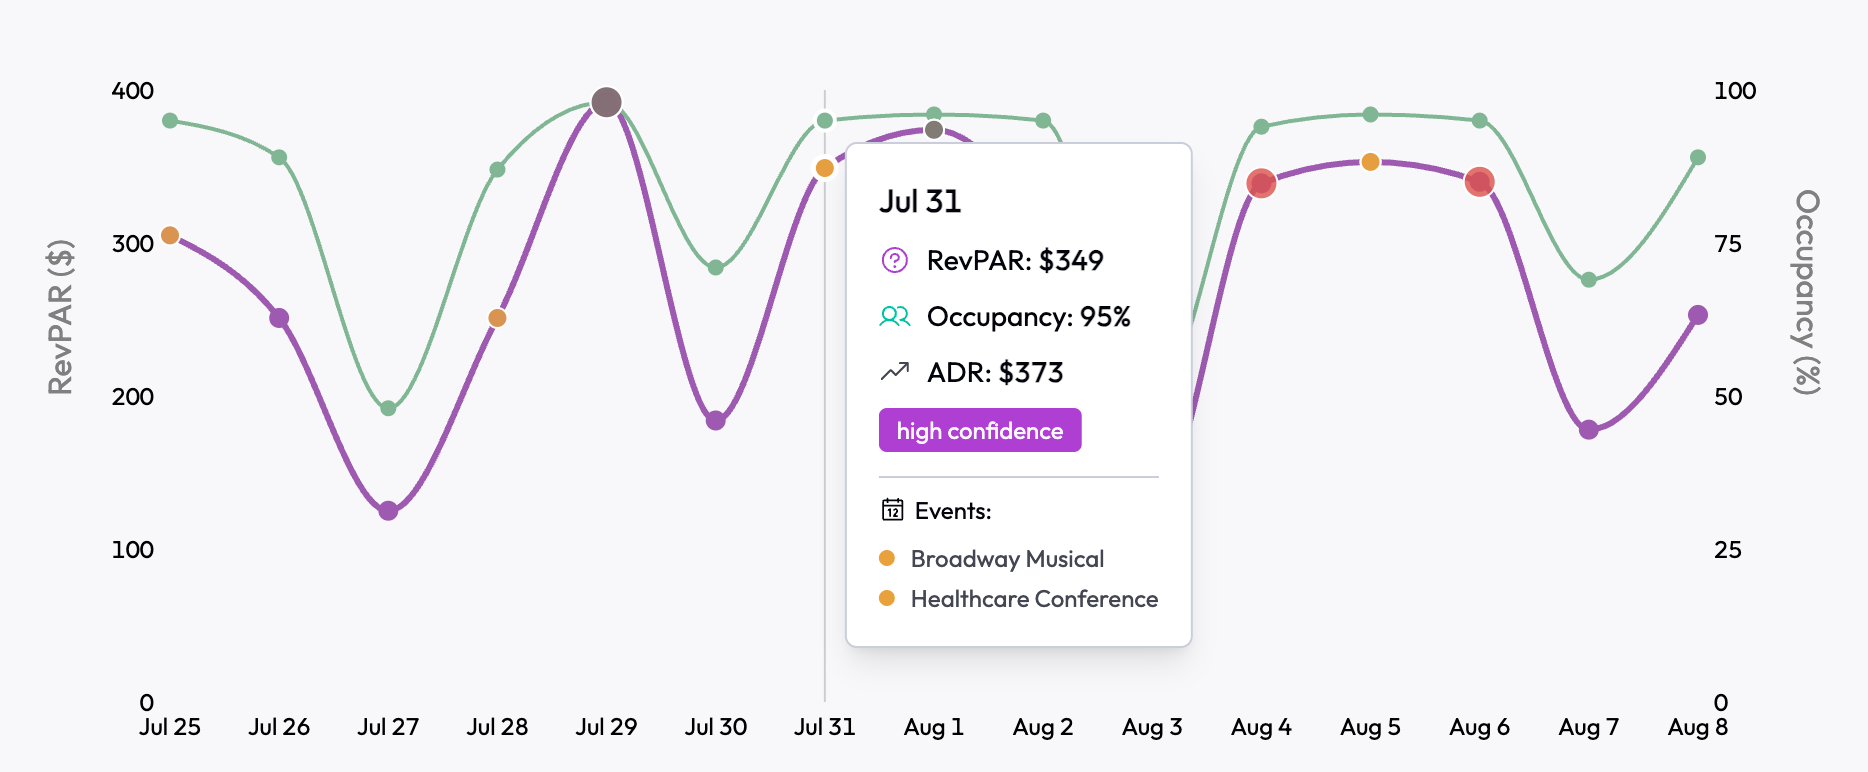 400
300
200
100
0
RevPAR ($)
100
75
50
25
0
Occupancy (%)
Jul 31
RevPAR: $349
Occupancy: 95%
ADR: $373
high confidence
12
Events:
Broadway Musical
Healthcare Conference
Jul 25 Jul 26 Jul 27 Jul 28 Jul 29 Jul 30 Jul 31 Aug 1 Aug 2 Aug 3 Aug 4 Aug 5 Aug 6 Aug 7 Aug 8